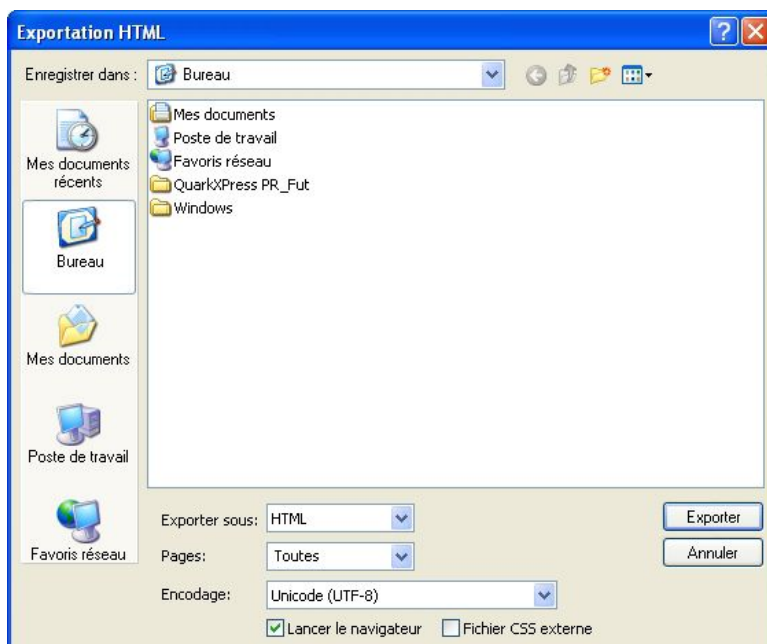 Exportation HTML
Enregistrer dans :
Bureau
Mes documents récents
Bureau
Mes documents
Poste de travail
Favoris réseau
Mes documents
Poste de travail
Favoris réseau
QuarkXPress PR_Fut
Windows
Exporter sous: HTML
Exporter
Pages: Toutes
Annuler
Encodage: Unicode (UTF-8)
Lancer le navigateur
Fichier CSS externe